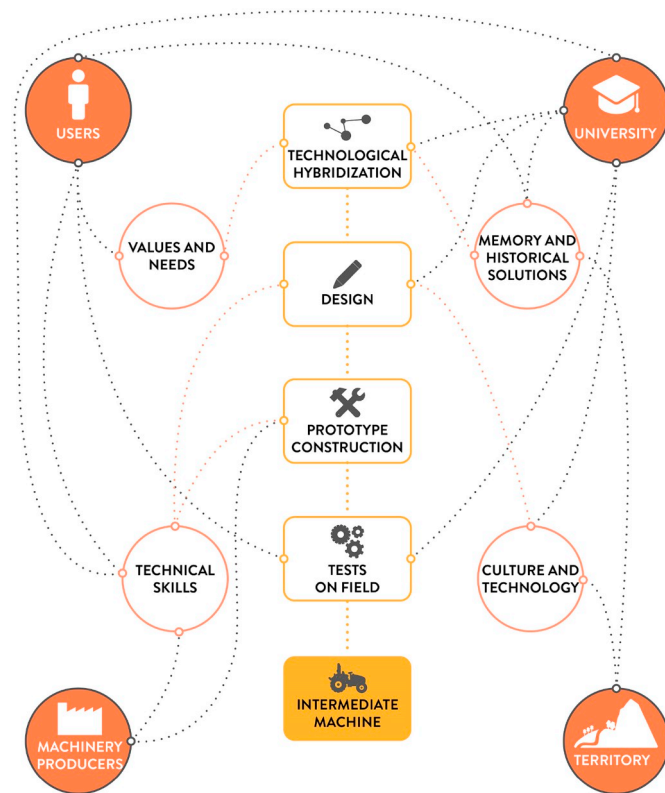 USERS
UNIVERSITY
TECHNOLOGICAL
HYBRIDIZATION
VALUES AND
NEEDS
MEMORY AND
HISTORICAL
SOLUTIONS
DESIGN
PROTOTYPE
CONSTRUCTION
TECHNICAL
SKILLS
TESTS
ON FIELD
CULTURE AND
TECHNOLOGY
INTERMEDIATE
MACHINE
MACHINERY
PRODUCERS
TERRITORY